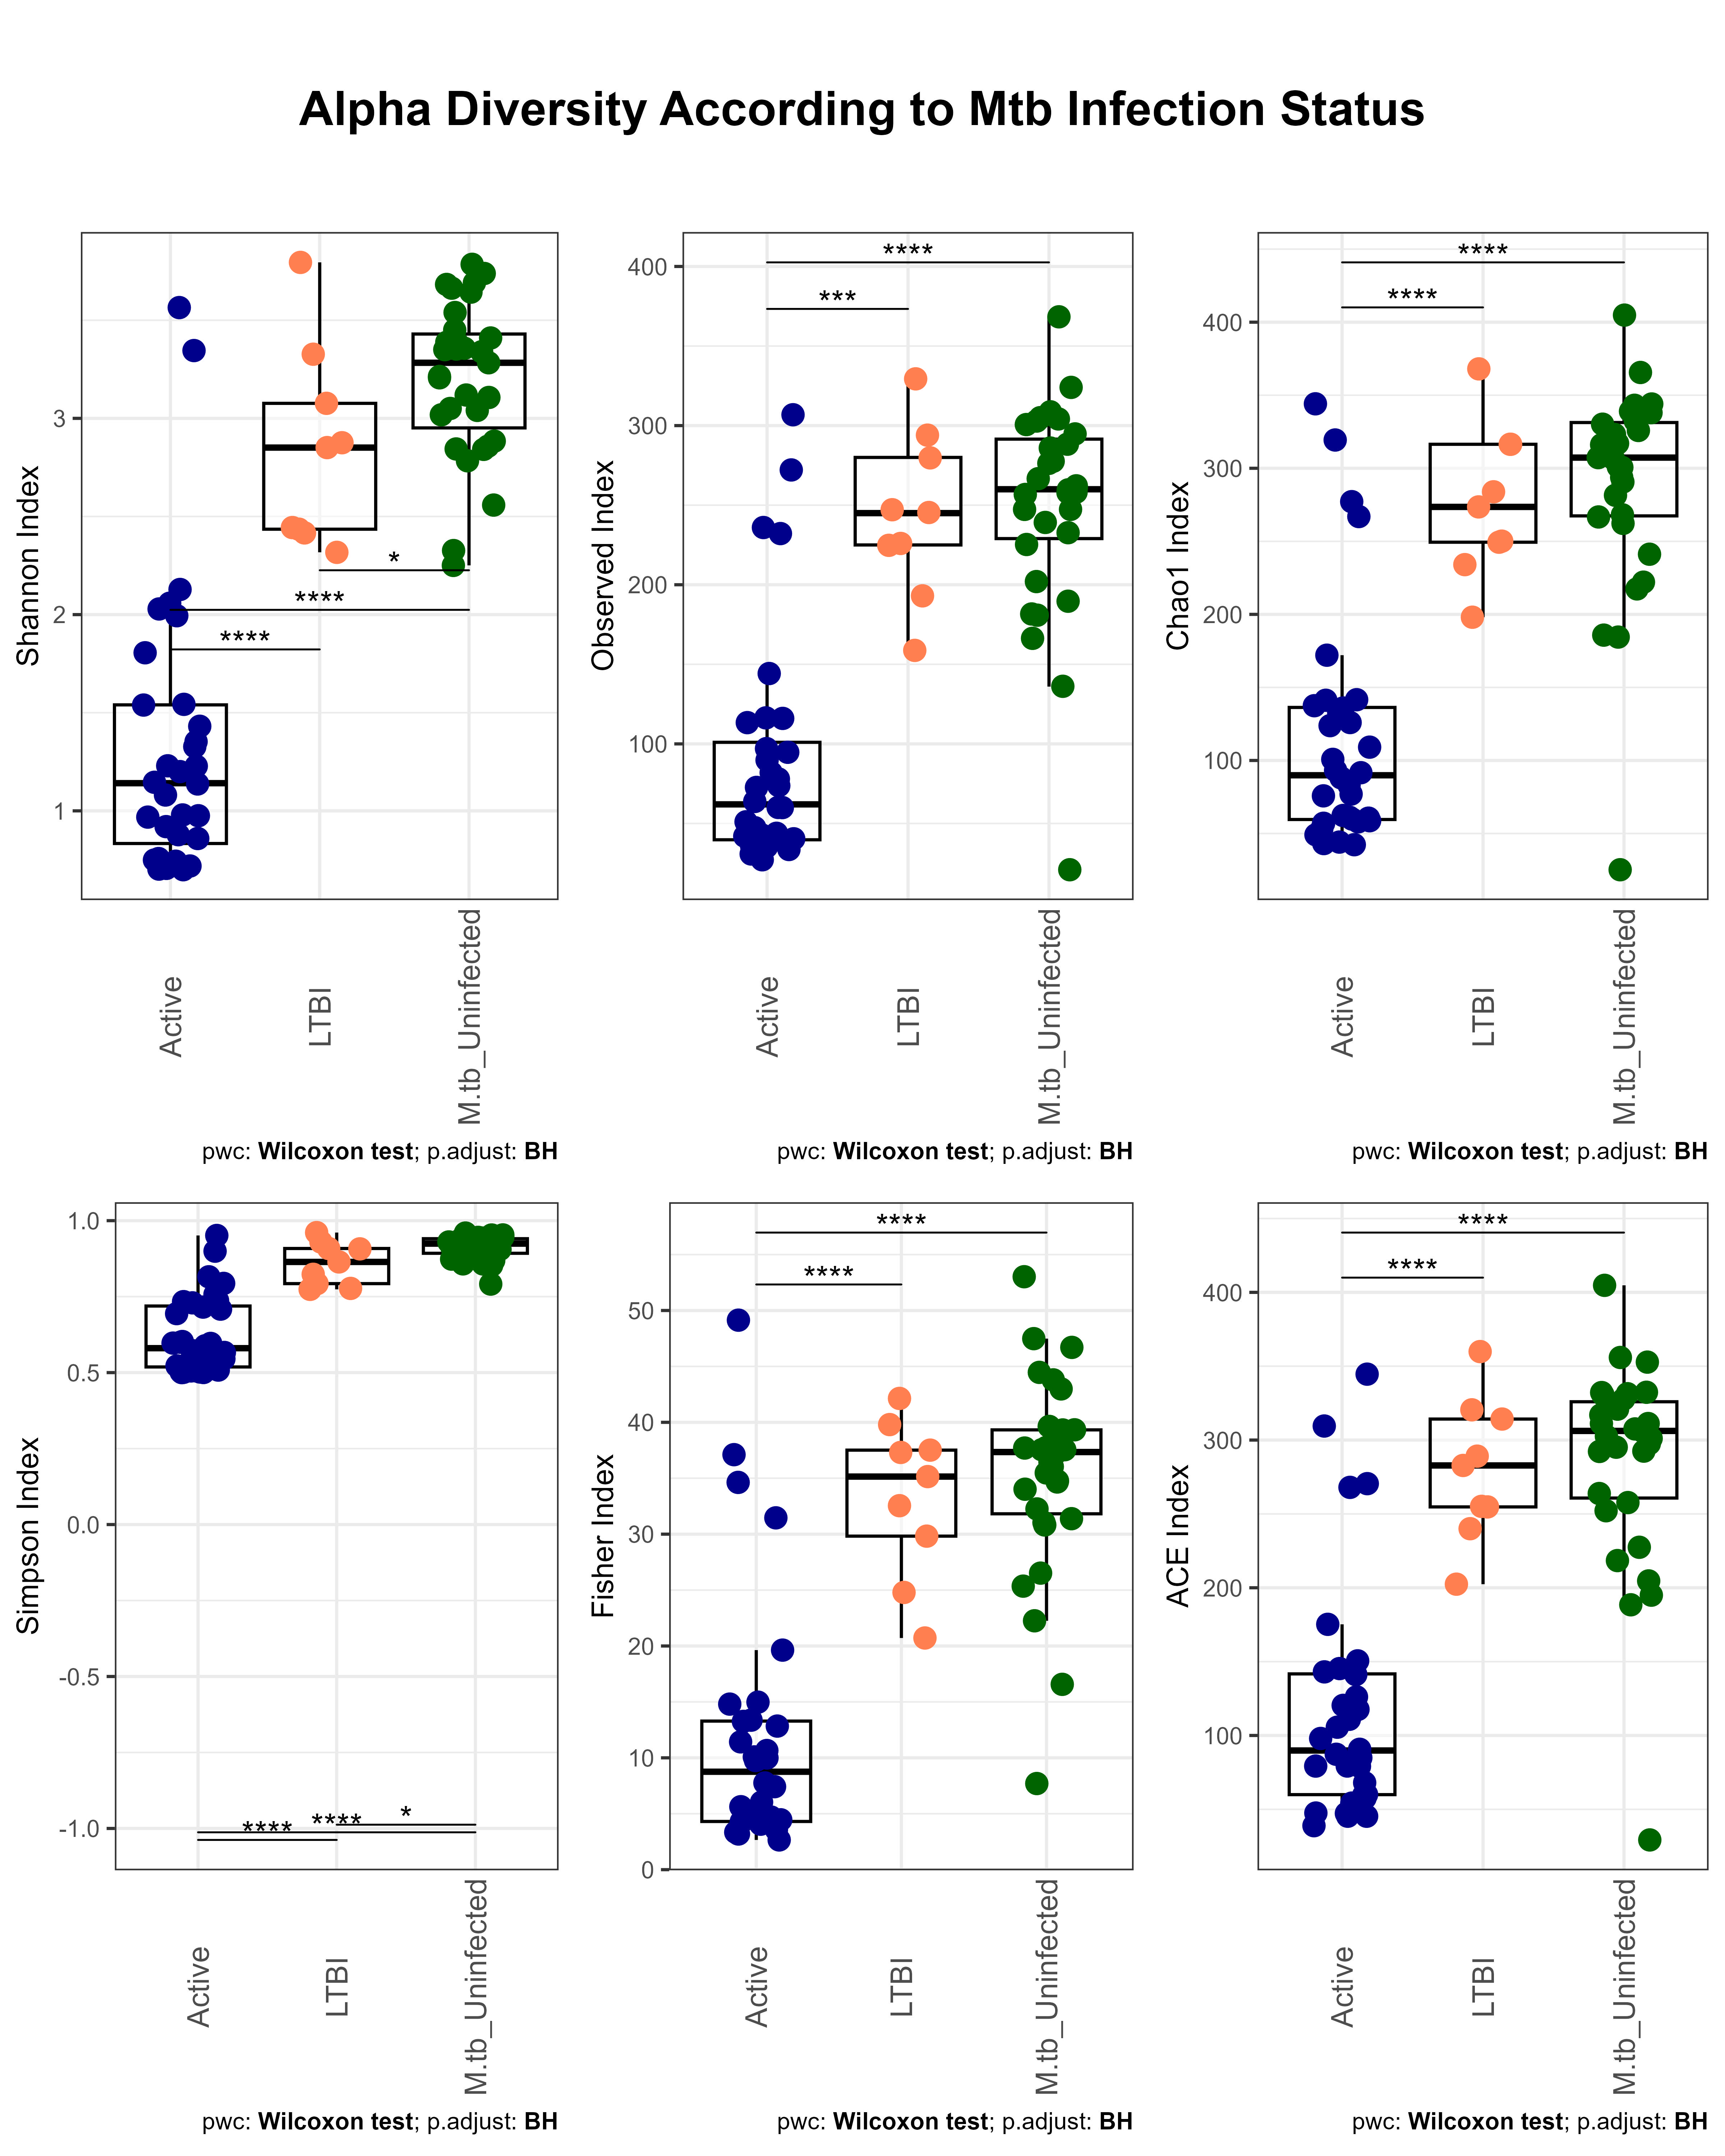 Alpha Diversity According to Mtb Infection Status
Shannon Index
3
2
1
****
****
*
Active
LTBI
M.tb_Uninfected
pwc: Wilcoxon test; p.adjust: BH
Observed Index
400
300
200
100
****
***
Active
LTBI
M.tb_Uninfected
pwc: Wilcoxon test; p.adjust: BH
Chao1 Index
400
300
200
100
****
****
Active
LTBI
M.tb_Uninfected
pwc: Wilcoxon test; p.adjust: BH
Simpson Index
1.0
0.5
0.0
-0.5
-1.0
****
****
*
Active
LTBI
M.tb_Uninfected
pwc: Wilcoxon test; p.adjust: BH
Fisher Index
50
40
30
20
10
0
****
****
Active
LTBI
M.tb_Uninfected
pwc: Wilcoxon test; p.adjust: BH
ACE Index
400
300
200
100
****
****
Active
LTBI
M.tb_Uninfected
pwc: Wilcoxon test; p.adjust: BH